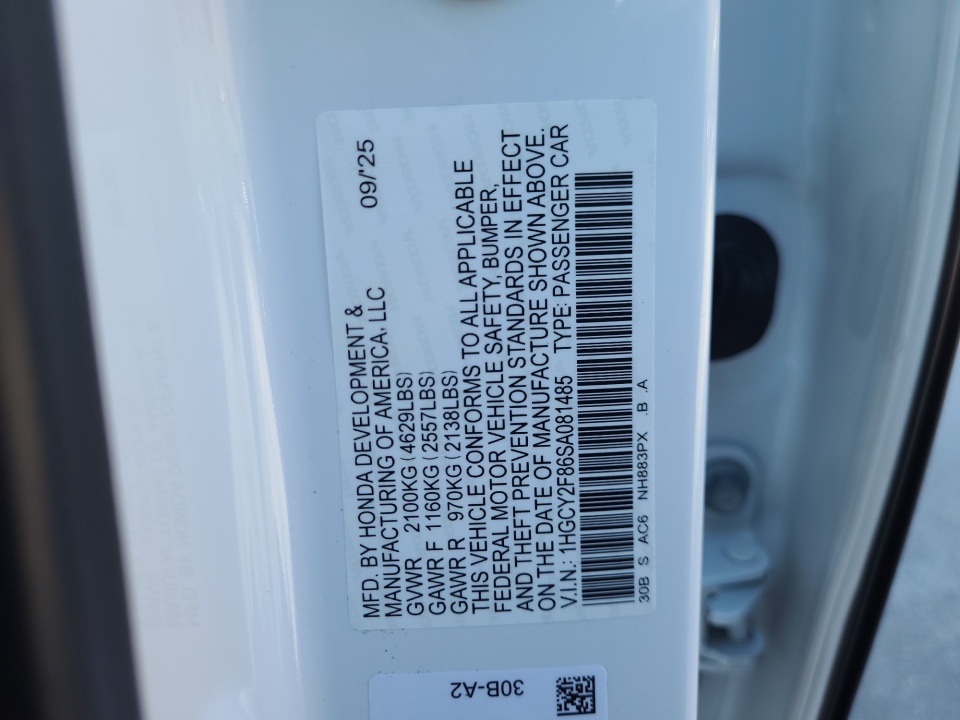 MFD. BY HONDA DEVELOPMENT &
MANUFACTURING OF AMERICA, LLC 09/'25
GVWR 2100KG (4629LBS)
GAWR F 1160KG (2557LBS)
GAWR R 970KG (2138LBS)
THIS VEHICLE CONFORMS TO ALL APPLICABLE
FEDERAL MOTOR VEHICLE SAFETY, BUMPER,
AND THEFT PREVENTION STANDARDS IN EFFECT
ON THE DATE OF MANUFACTURE SHOWN ABOVE.
V.I.N.: 1HGCY2F86SA081485 TYPE: PASSENGER CAR
30B S AC6 NH883PX .B .A
30B-A2